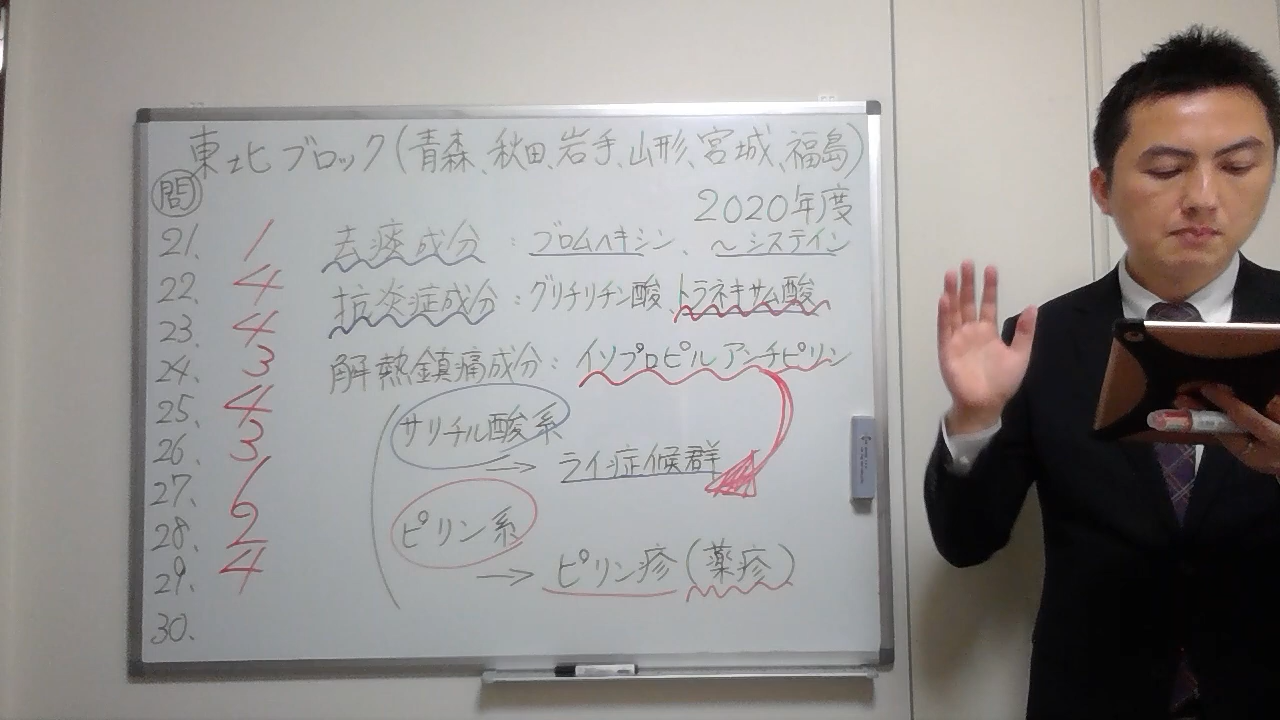 東北ブロック(青森、秋田、岩手、山形、宮城、福島)
問
2020年度
21. 1 去痰成分:ブロムヘキシン、~システイン
22. 4 抗炎症成分:グリチリチン酸、トラネキサム酸
23. 4
24. 3 解熱鎮痛成分:イソプロピルアンチピリン
25. 4 サリチル酸系
26. 3 → ライ症候群
27.
28. 2 ピリン系
29. 4 → ピリン疹(薬疹)
30.